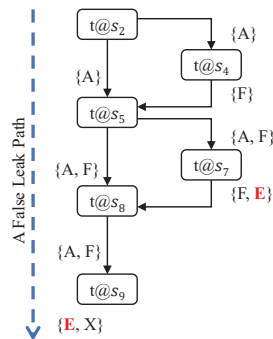 t@s₂
{A}
t@s₄
{A}
{F}
t@s₅
{A, F}
t@s₇
{A, F}
{F, E}
t@s₈
{A, F}
t@s₉
{E, X}
A False Leak Path